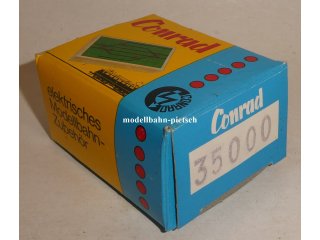 Conrad
CONRAD
elektrisches
Modellbahn-
Zubehör
modellbahn-pietsch
Conrad
35000